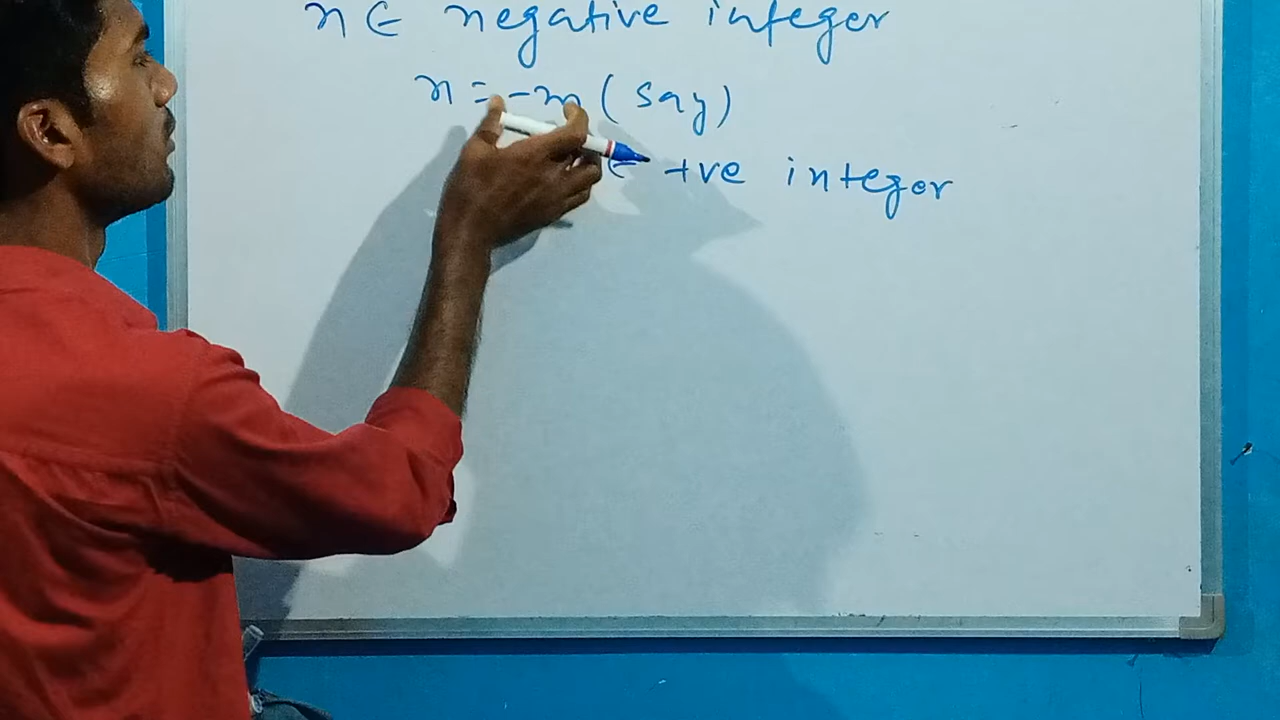 n ∈ negative integer
n = -m (say)
∈ +ve integer